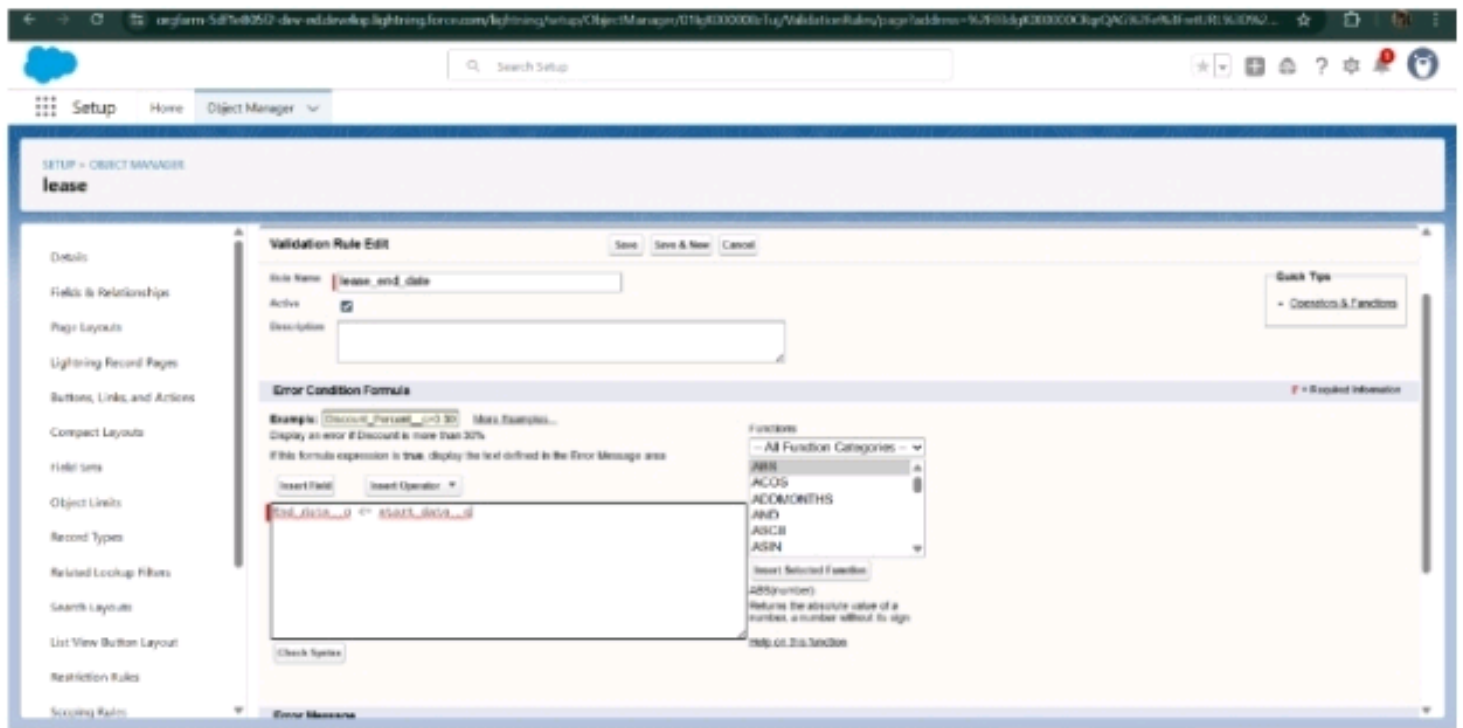 Search Setup
Setup
Home
Object Manager
SETUP > OBJECT MANAGER
lease
Details
Fields & Relationships
Page Layouts
Lightning Record Pages
Buttons, Links, and Actions
Compact Layouts
Field Sets
Object Limits
Record Types
Related Lookup Filters
Search Layouts
List View Button Layout
Restriction Rules
Scoping Rules
Validation Rule Edit
Save
Save & New
Cancel
Rule Name
lease_end_date
Active
Description
Quick Tips
Operators & Functions
Error Condition Formula
= Required Information
Example:
More Examples...
Display an error if Discount is more than 30%
If this formula expression is true, display the text defined in the Error Message area
Insert Field
Insert Operator
End_date__c <= start_date__c
Functions
-- All Function Categories --
ABS
ACOS
ADDMONTHS
AND
ASCII
ASIN
Insert Selected Function
ABS(number)
Returns the absolute value of a
number, a number without its sign
Help on this function
Check Syntax
Error Message